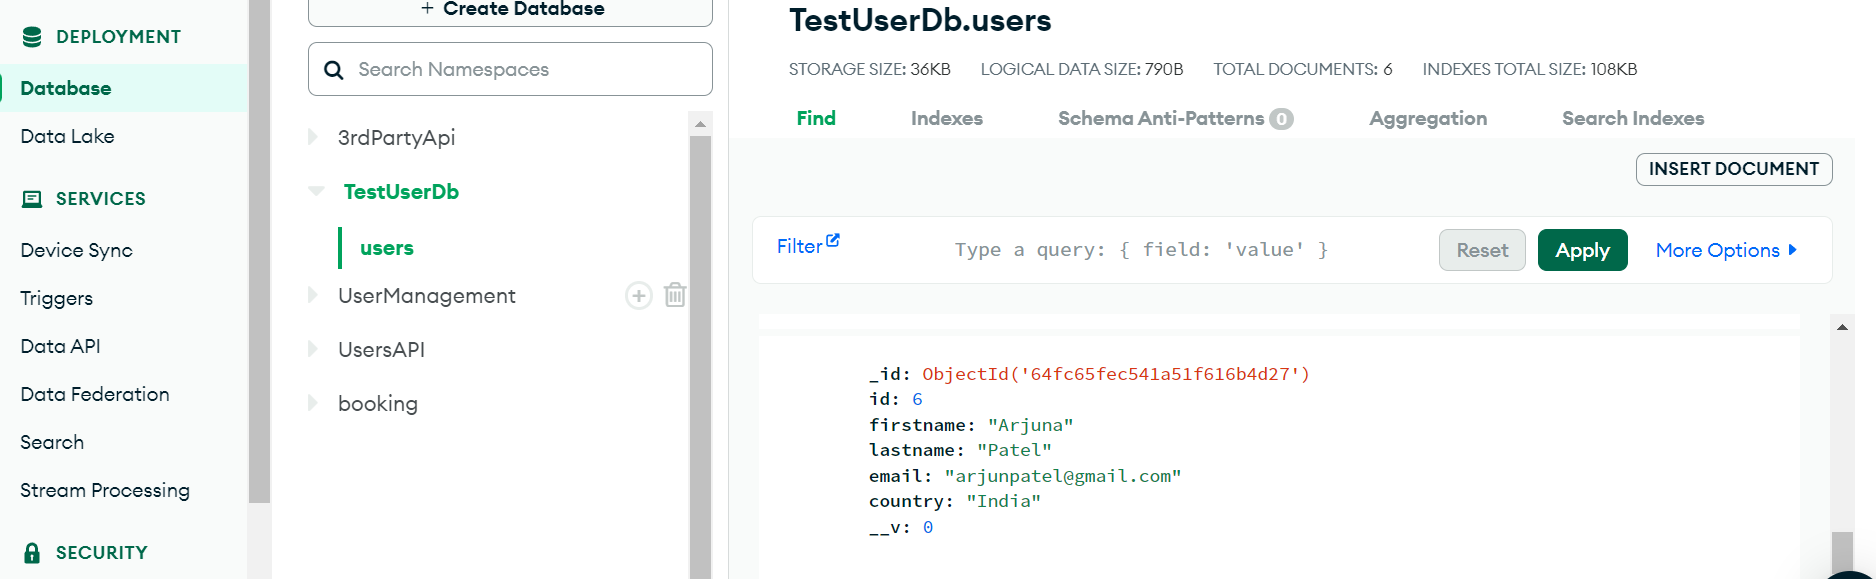 DEPLOYMENT
Database
Data Lake
SERVICES
Device Sync
Triggers
Data API
Data Federation
Search
Stream Processing
SECURITY
+ Create Database
Search Namespaces
3rdPartyApi
TestUserDb
users
UserManagement
UsersAPI
booking
TestUserDb.users
STORAGE SIZE: 36KB LOGICAL DATA SIZE: 790B TOTAL DOCUMENTS: 6 INDEXES TOTAL SIZE: 108KB
Find Indexes Schema Anti-Patterns 0 Aggregation Search Indexes
INSERT DOCUMENT
Filter Type a query: { field: 'value' } Reset Apply More Options
_id: ObjectId('64fc65fec541a51f616b4d27')
id: 6
firstname: "Arjuna"
lastname: "Patel"
email: "arjunpatel@gmail.com"
country: "India"
__v: 0